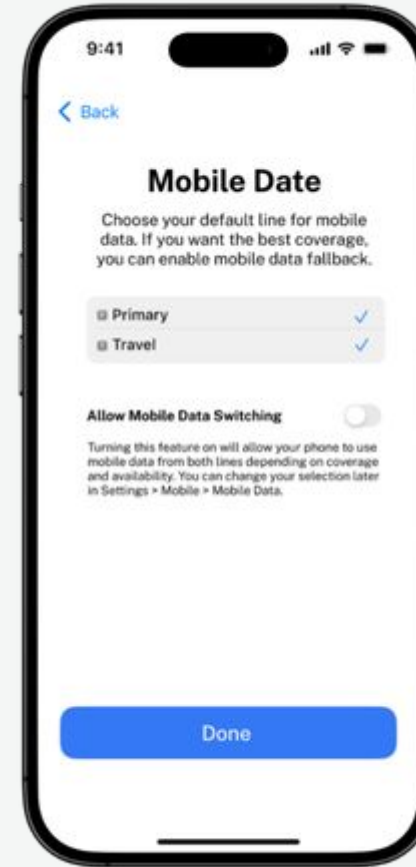 9:41
Back
Mobile Date
Choose your default line for mobile
data. If you want the best coverage,
you can enable mobile data fallback.
Primary
Travel
Allow Mobile Data Switching
Turning this feature on will allow your phone to use
mobile data from both lines depending on coverage
and availability. You can change your selection later
in Settings > Mobile > Mobile Data.
Done